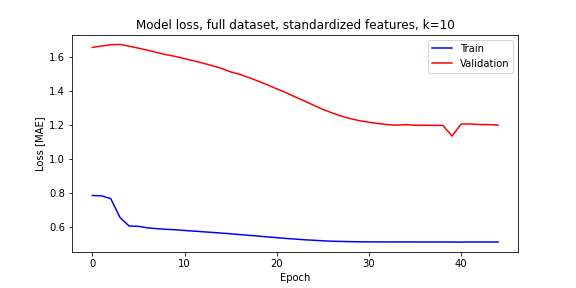 Model loss, full dataset, standardized features, k=10
Train
Validation
Loss [MAE]
1.6
1.4
1.2
1.0
0.8
0.6
0 10 20 30 40
Epoch